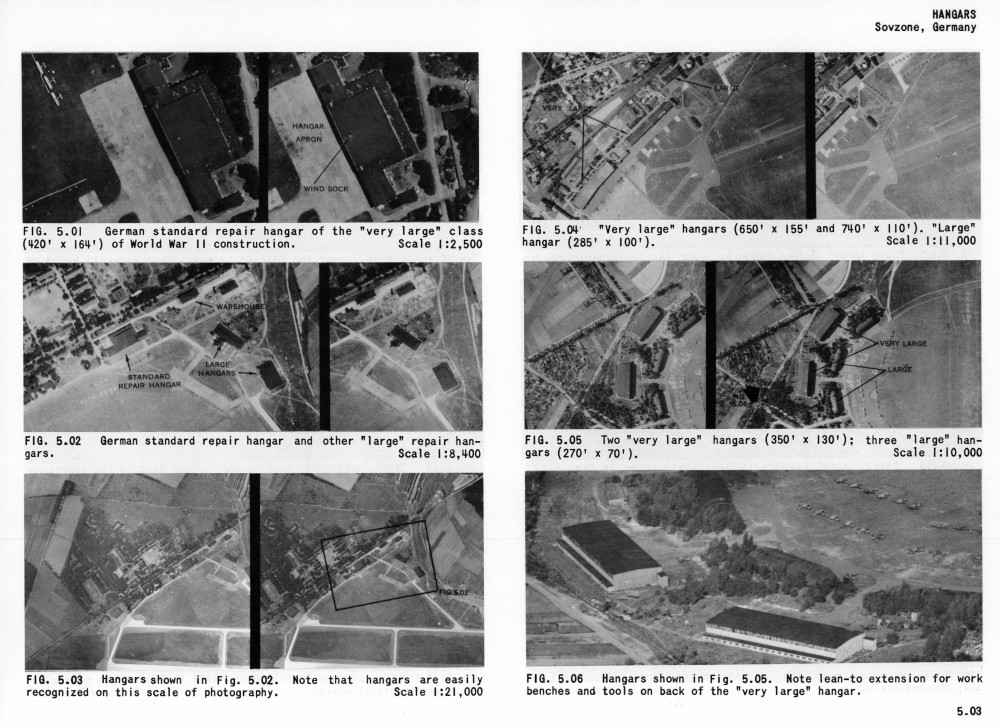 HANGARS
Sovzone, Germany
HANGAR
APRON
WIND SOCK
FIG. 5.01 German standard repair hangar of the "very large" class
(420' x 164') of World War II construction. Scale 1:2,500
WAREHOUSE
LARGE
HANGARS
STANDARD
REPAIR HANGAR
FIG. 5.02 German standard repair hangar and other "large" repair han-
gars. Scale 1:8,400
FIG.5.02
FIG. 5.03 Hangars shown in Fig. 5.02. Note that hangars are easily
recognized on this scale of photography. Scale 1:21,000
LARGE
VERY LARGE
FIG. 5.04 "Very large" hangars (650' x 155' and 740' x 110'). "Large"
hangar (285' x 100'). Scale 1:11,000
VERY LARGE
LARGE
FIG.
5.06
FIG. 5.05 Two "very large" hangars (350' x 130'); three "large" han-
gars (270' x 70'). Scale 1:10,000
FIG. 5.06 Hangars shown in Fig. 5.05. Note lean-to extension for work
benches and tools on back of the "very large" hangar.
5.03